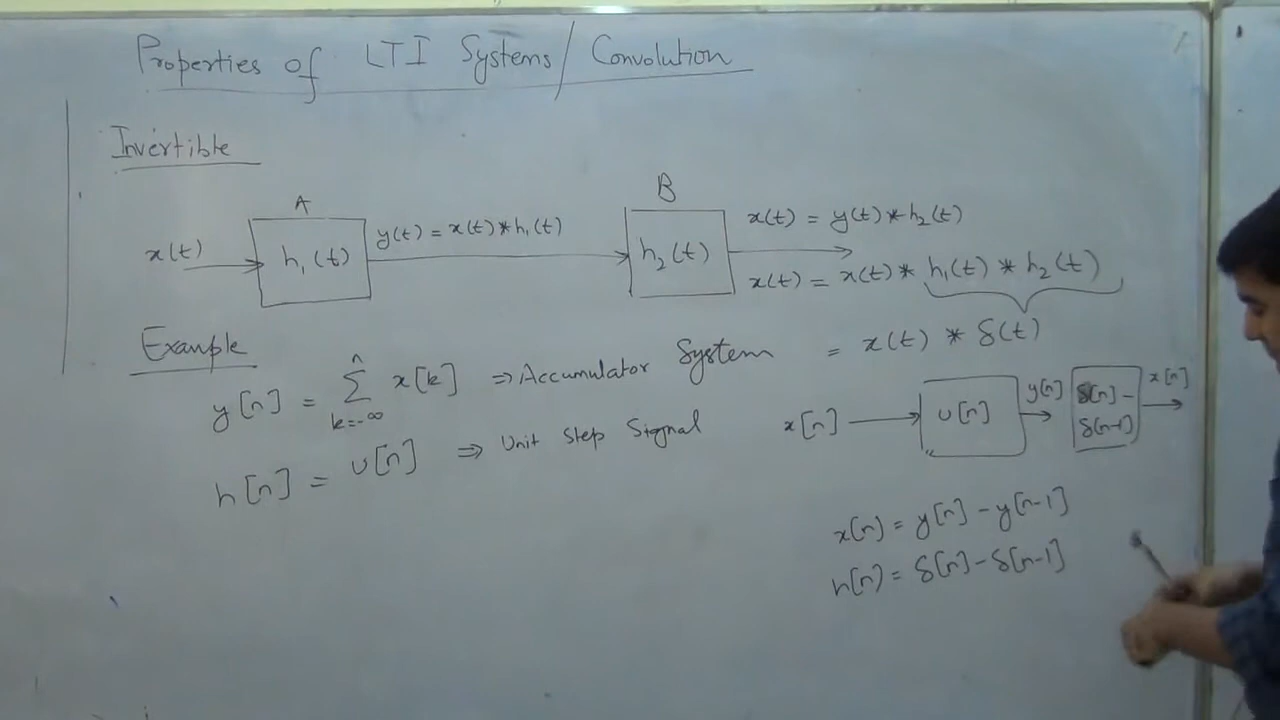 Properties of LTI Systems/Convolution
Invertible
A
B
x(t)
h₁(t)
y(t) = x(t)*h₁(t)
h₂(t)
x(t) = y(t)*h₂(t)
x(t) = x(t)* h₁(t) * h₂(t)
= x(t) * δ(t)
Example
y[n] = Σ x[k] ⇒ Accumulator System
n
k=-∞
h[n] = u[n] ⇒ Unit Step Signal
x[n]
u[n]
y[n]
δ[n] -
δ[n-1]
x[n]
x[n] = y[n] - y[n-1]
h[n] = δ[n] - δ[n-1]